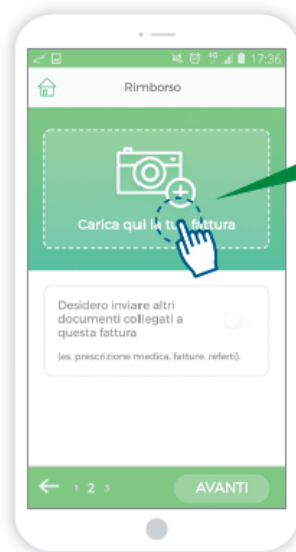 17:36
Rimborso
Carica qui la tua fattura
Desidero inviare altri
documenti collegati a
questa fattura
(es. prescrizione medica, fatture, referti).
1 2 3
AVANTI